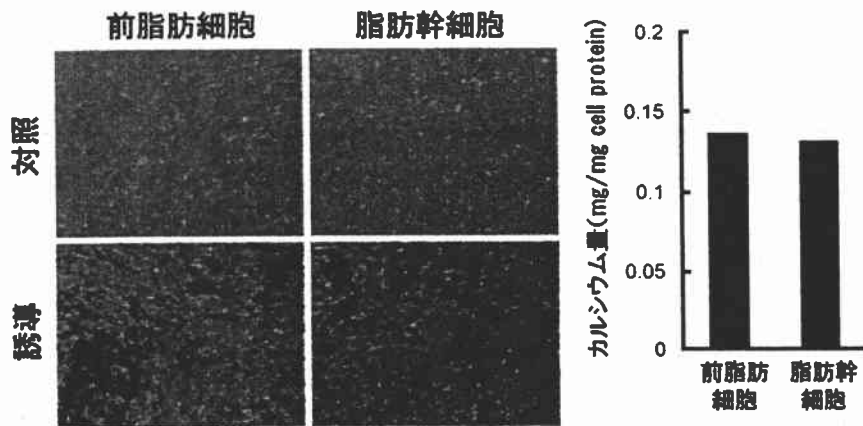 前脂肪細胞
脂肪幹細胞
対照
誘導
カルシウム量(mg/mg cell protein)
0.2
0.15
0.1
0.05
0
前脂肪
細胞
脂肪幹
細胞